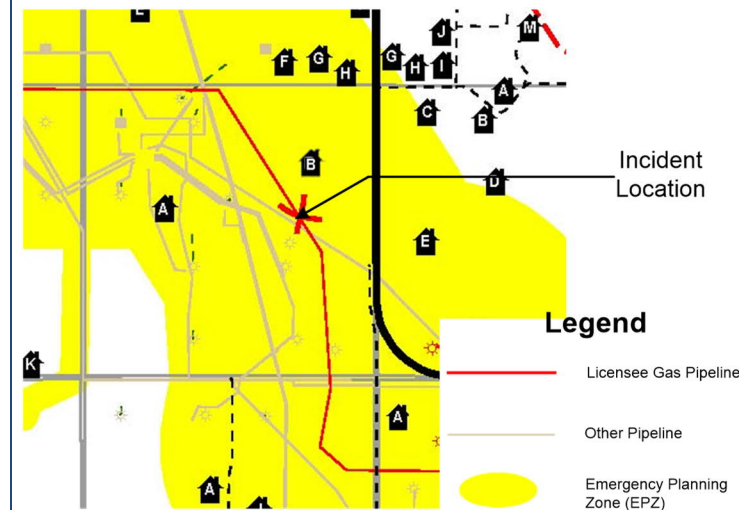 J
M
F
G
H
G
H
I
A
C
B
B
D
Incident
Location
A
E
Legend
K
Licensee Gas Pipeline
A
Other Pipeline
A
Emergency Planning
Zone (EPZ)